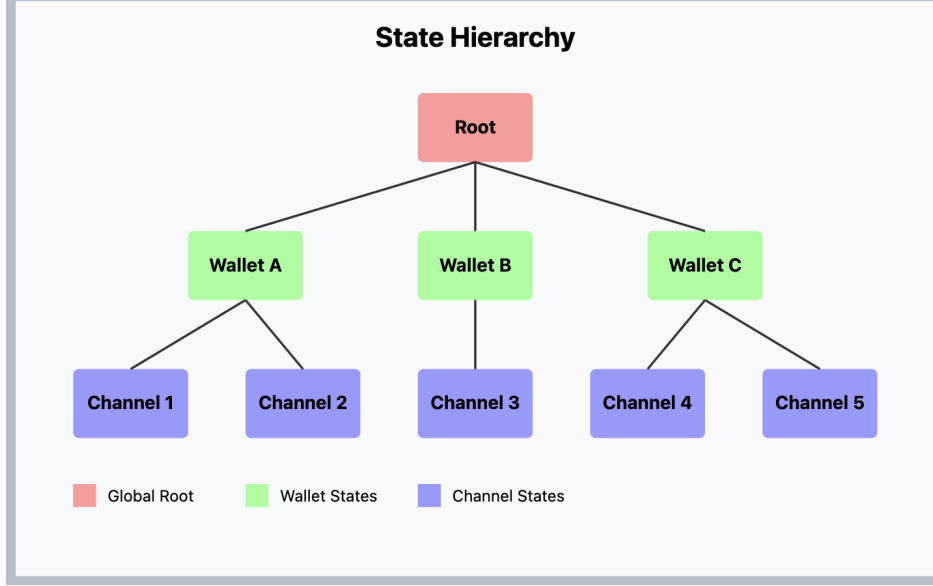 State Hierarchy
Root
Wallet A
Wallet B
Wallet C
Channel 1
Channel 2
Channel 3
Channel 4
Channel 5
Global Root
Wallet States
Channel States